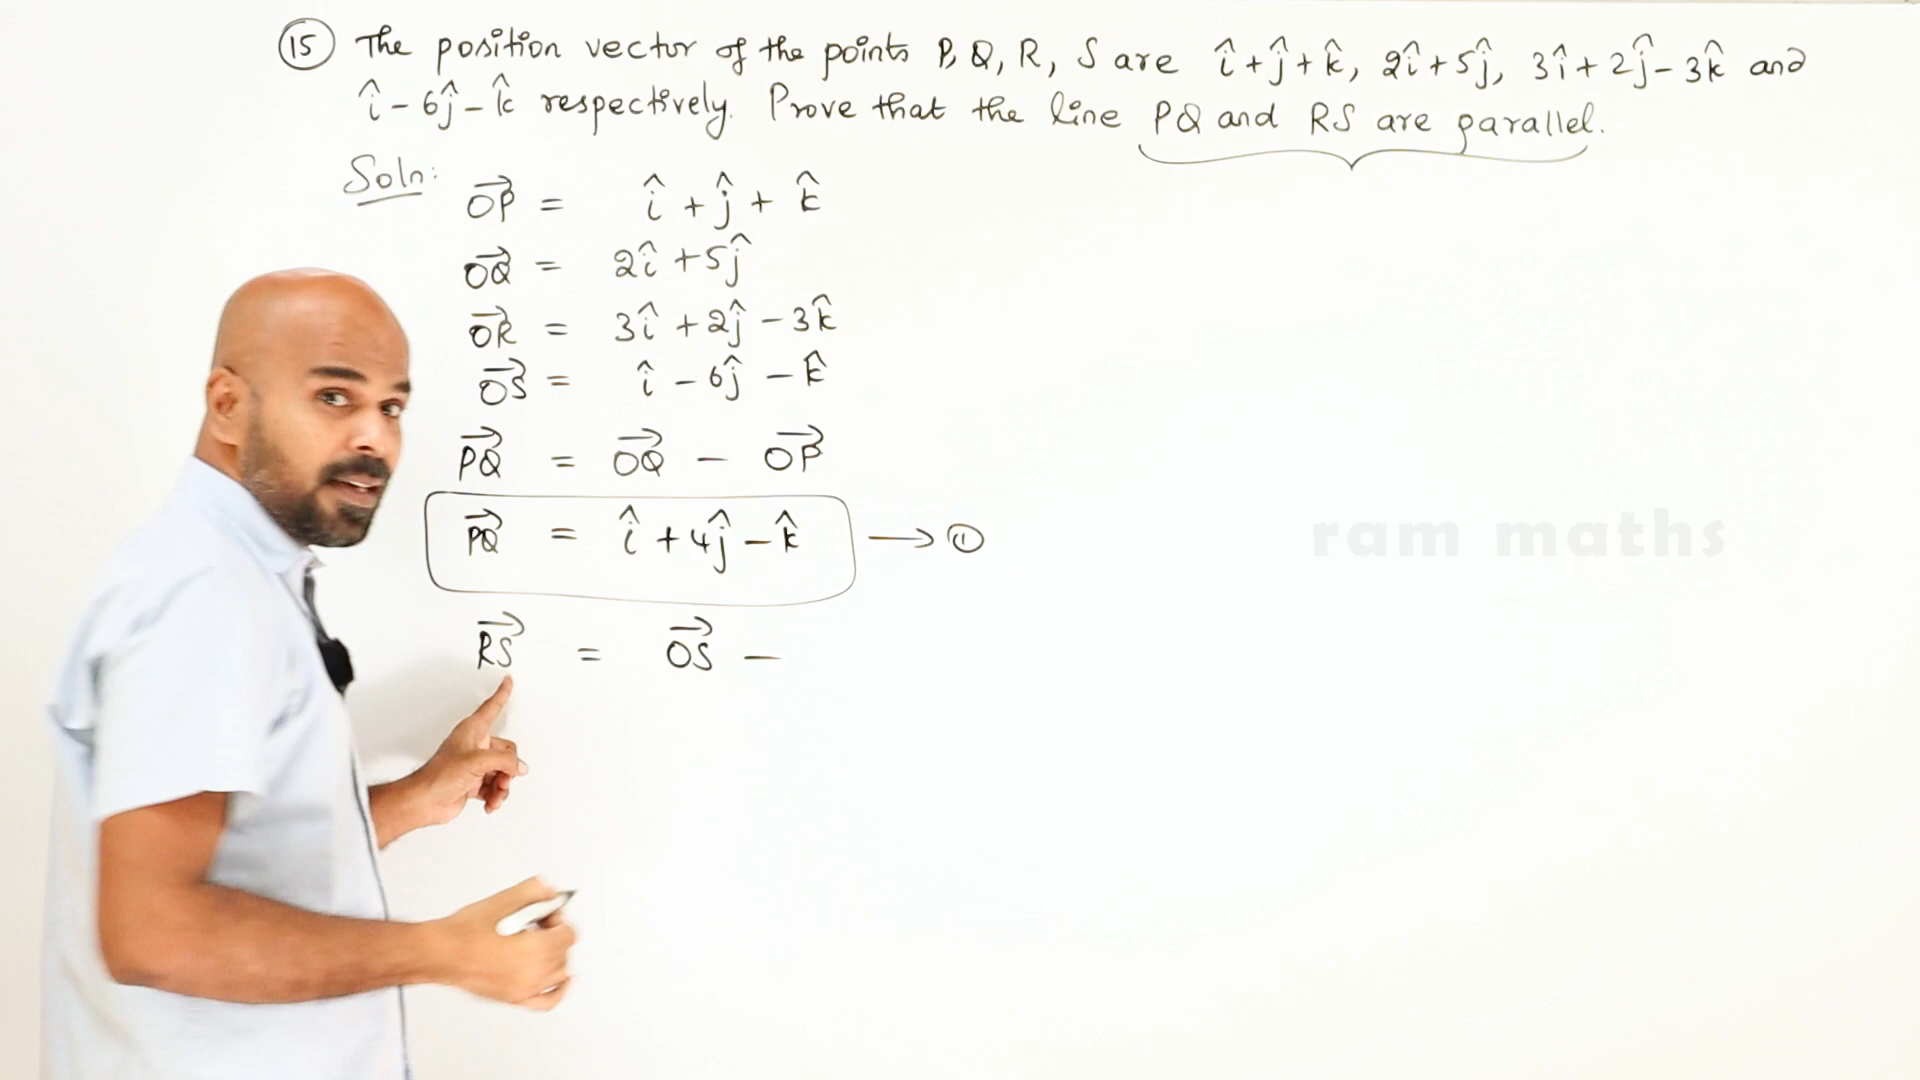 15 The position vector of the points P, Q, R, S are î + ĵ + k̂, 2î + 5ĵ, 3î + 2ĵ - 3k̂ and
î - 6ĵ - k̂ respectively. Prove that the line PQ and RS are parallel.
Soln:
OP⃗ = î + ĵ + k̂
OQ⃗ = 2î + 5ĵ
OR⃗ = 3î + 2ĵ - 3k̂
OS⃗ = î - 6ĵ - k̂
PQ⃗ = OQ⃗ - OP⃗
PQ⃗ = î + 4ĵ - k̂ → ①
ram maths
RS⃗ = OS⃗ -